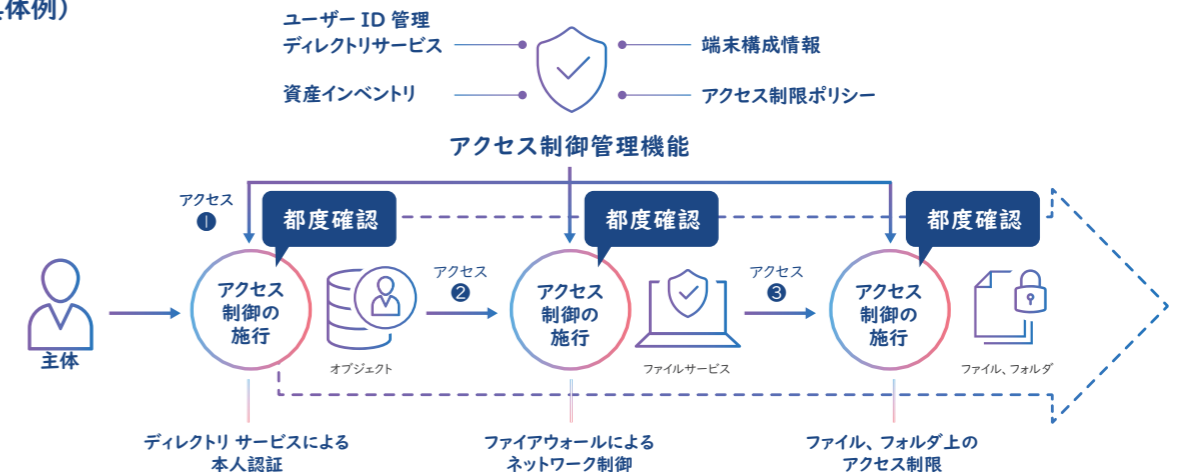 体例)
ユーザー ID 管理
ディレクトリサービス
端末構成情報
資産インベントリ
アクセス制限ポリシー
アクセス制御管理機能
アクセス
❶
都度確認
都度確認
都度確認
アクセス
制御の
施行
アクセス
❷
アクセス
制御の
施行
アクセス
❸
アクセス
制御の
施行
主体
オブジェクト
ファイルサービス
ファイル、フォルダ
ディレクトリ サービスによる
本人認証
ファイアウォールによる
ネットワーク制御
ファイル、フォルダ上の
アクセス制限